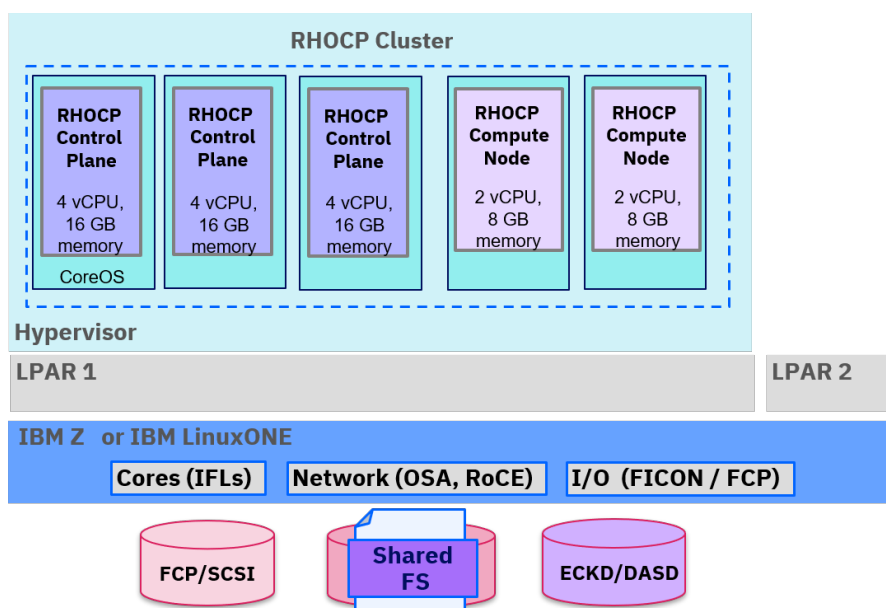 RHOCP Cluster
RHOCP
Control
Plane
4 vCPU,
16 GB
memory
CoreOS
RHOCP
Control
Plane
4 vCPU,
16 GB
memory
RHOCP
Control
Plane
4 vCPU,
16 GB
memory
RHOCP
Compute
Node
2 vCPU,
8 GB
memory
RHOCP
Compute
Node
2 vCPU,
8 GB
memory
Hypervisor
LPAR 1
LPAR 2
IBM Z or IBM LinuxONE
Cores (IFLs)
Network (OSA, RoCE)
I/O (FICON / FCP)
FCP/SCSI
Shared
FS
ECKD/DASD